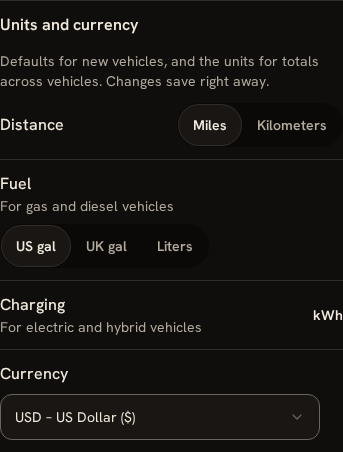 Units and currency
Defaults for new vehicles, and the units for totals
across vehicles. Changes save right away.
Distance Miles Kilometers
Fuel
For gas and diesel vehicles
US gal UK gal Liters
Charging
For electric and hybrid vehicles
kWh
Currency
USD – US Dollar ($)